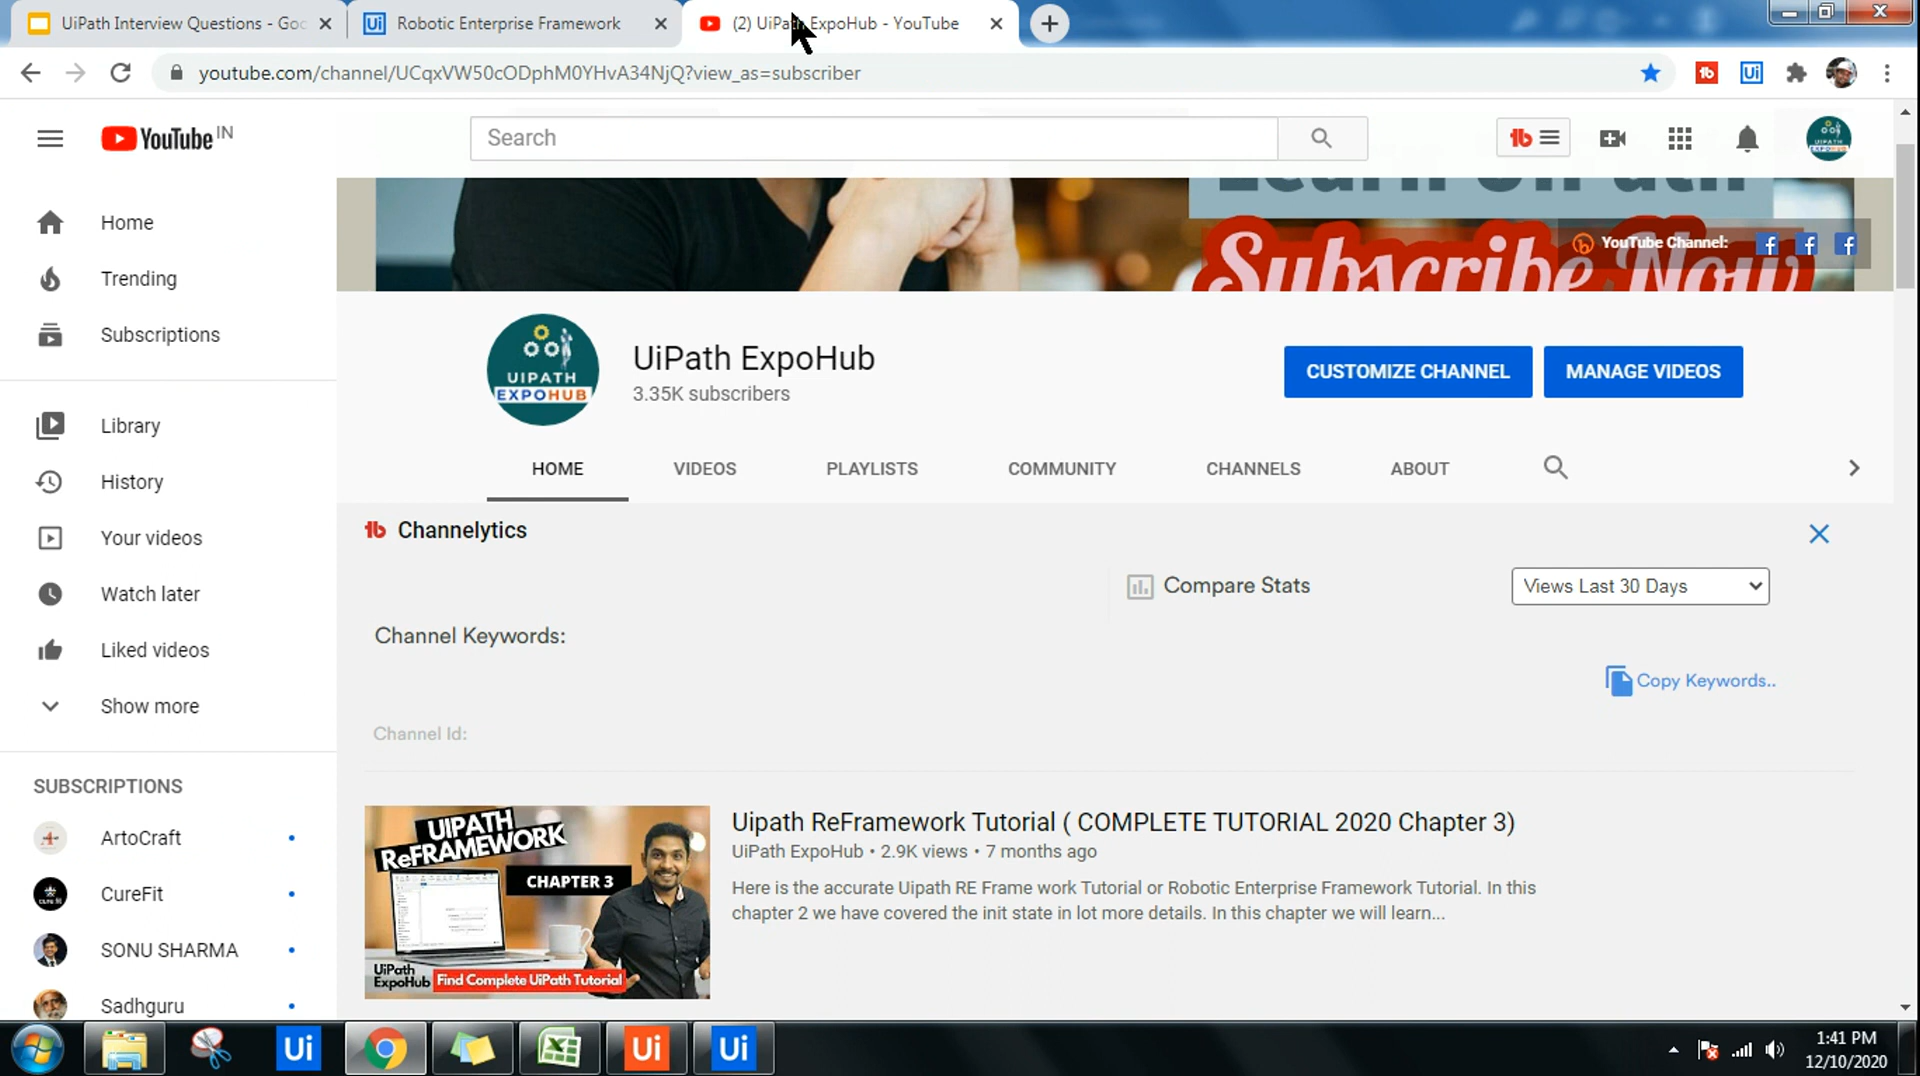 UiPath Interview Questions - Goo
Robotic Enterprise Framework
(2) UiPath ExpoHub - YouTube
youtube.com/channel/UCqxVW50cODphM0YHvA34NjQ?view_as=subscriber
YouTube IN
Search
Learn UiPath
Subscribe Now
YouTube Channel:
Home
Trending
Subscriptions
Library
History
Your videos
Watch later
Liked videos
Show more
SUBSCRIPTIONS
ArtoCraft
CureFit
SONU SHARMA
Sadhguru
UIPATH
EXPOHUB
UiPath ExpoHub
3.35K subscribers
CUSTOMIZE CHANNEL
MANAGE VIDEOS
HOME
VIDEOS
PLAYLISTS
COMMUNITY
CHANNELS
ABOUT
Channelytics
Compare Stats
Views Last 30 Days
Channel Keywords:
Copy Keywords..
Channel Id:
UIPATH
ReFRAMEWORK
CHAPTER 3
UiPath
ExpoHub
Find Complete UiPath Tutorial
Uipath ReFramework Tutorial ( COMPLETE TUTORIAL 2020 Chapter 3)
UiPath ExpoHub • 2.9K views • 7 months ago
Here is the accurate Uipath RE Frame work Tutorial or Robotic Enterprise Framework Tutorial. In this
chapter 2 we have covered the init state in lot more details. In this chapter we will learn...
Ui
Ui
Ui
1:41 PM
12/10/2020